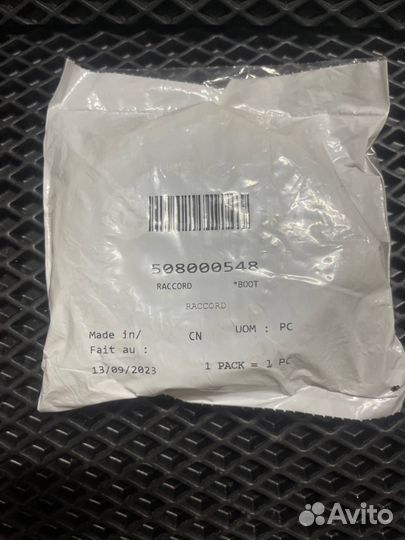 508000548
RACCORD "BOOT
RACCORD
Made in/ CN UOM : PC
Fait au :
13/09/2023 1 PACK = 1 PC
Avito